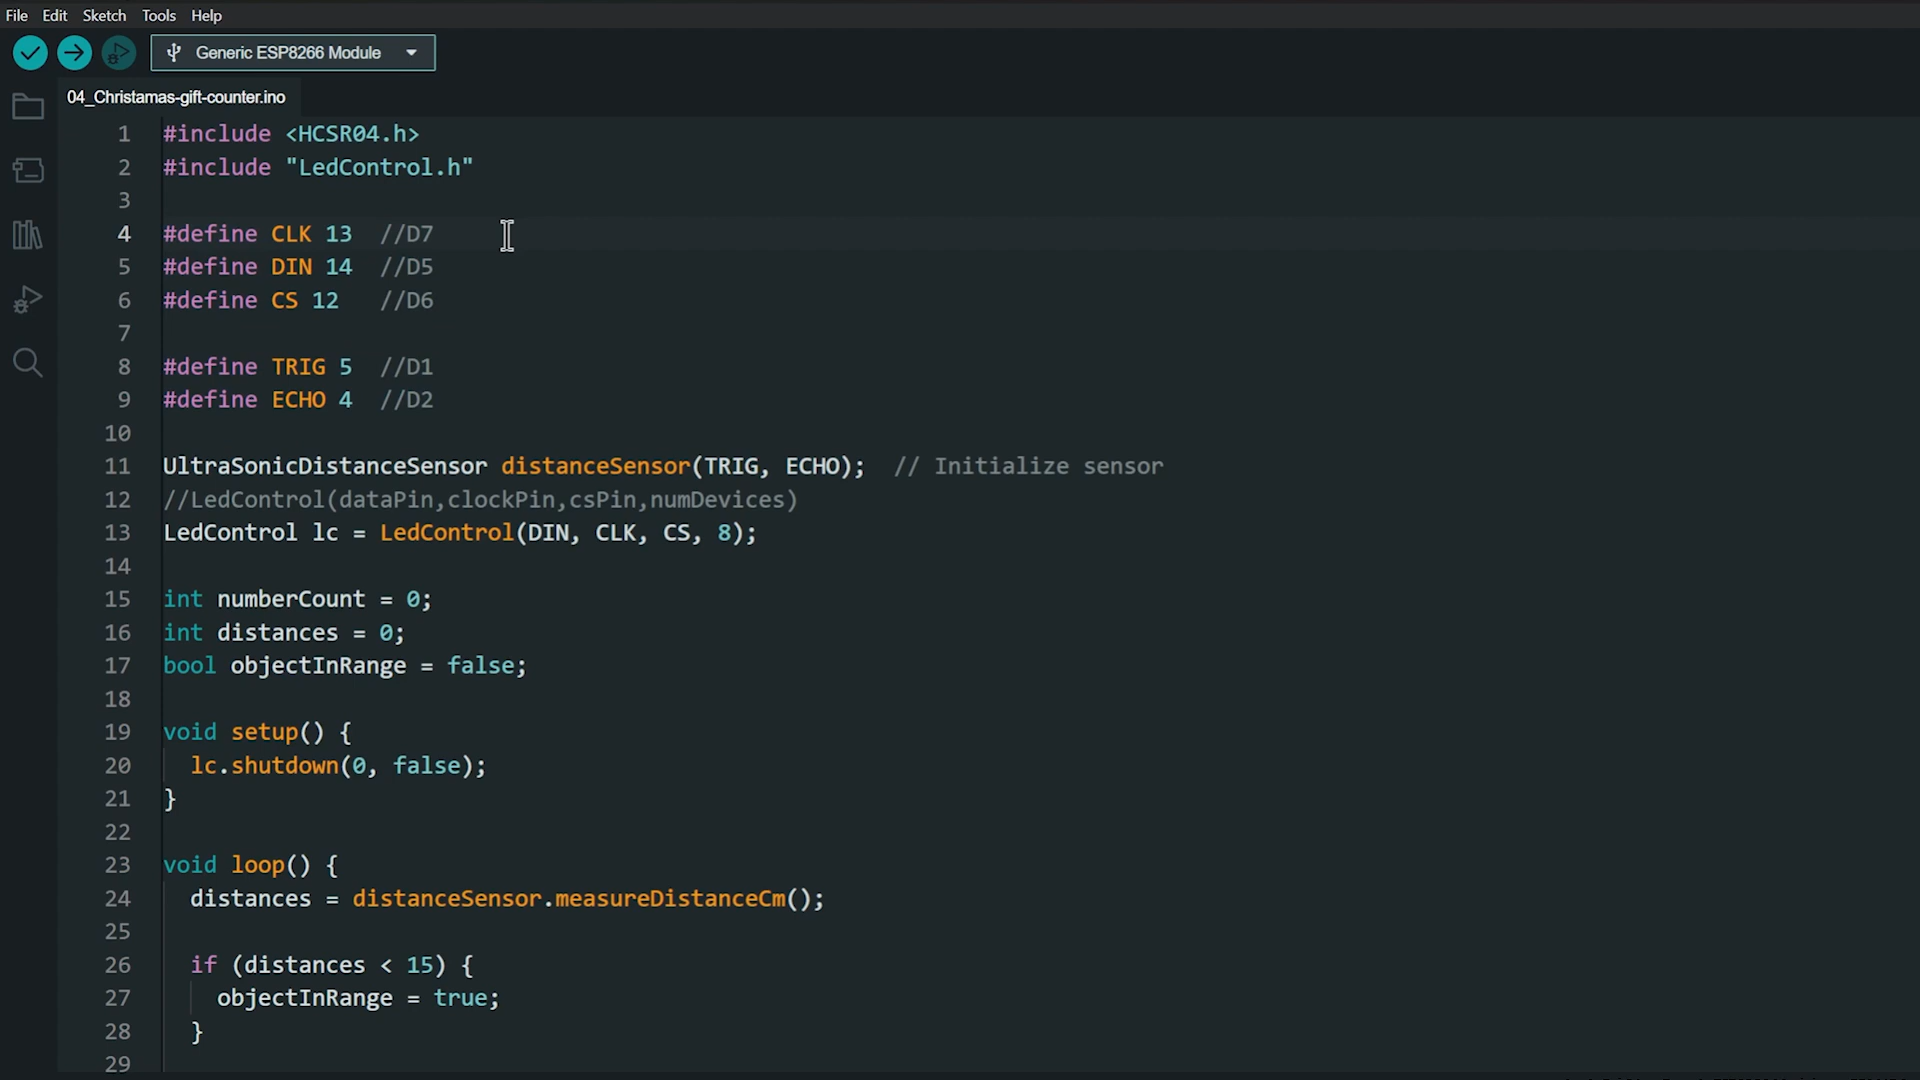 File Edit Sketch Tools Help
Generic ESP8266 Module
04_Christamas-gift-counter.ino
1 #include <HCSR04.h>
2 #include "LedControl.h"
3
4 #define CLK 13  //D7
5 #define DIN 14  //D5
6 #define CS 12   //D6
7
8 #define TRIG 5  //D1
9 #define ECHO 4  //D2
10
11 UltraSonicDistanceSensor distanceSensor(TRIG, ECHO);  // Initialize sensor
12 //LedControl(dataPin,clockPin,csPin,numDevices)
13 LedControl lc = LedControl(DIN, CLK, CS, 8);
14
15 int numberCount = 0;
16 int distances = 0;
17 bool objectInRange = false;
18
19 void setup() {
20   lc.shutdown(0, false);
21 }
22
23 void loop() {
24   distances = distanceSensor.measureDistanceCm();
25
26   if (distances < 15) {
27     objectInRange = true;
28   }
29